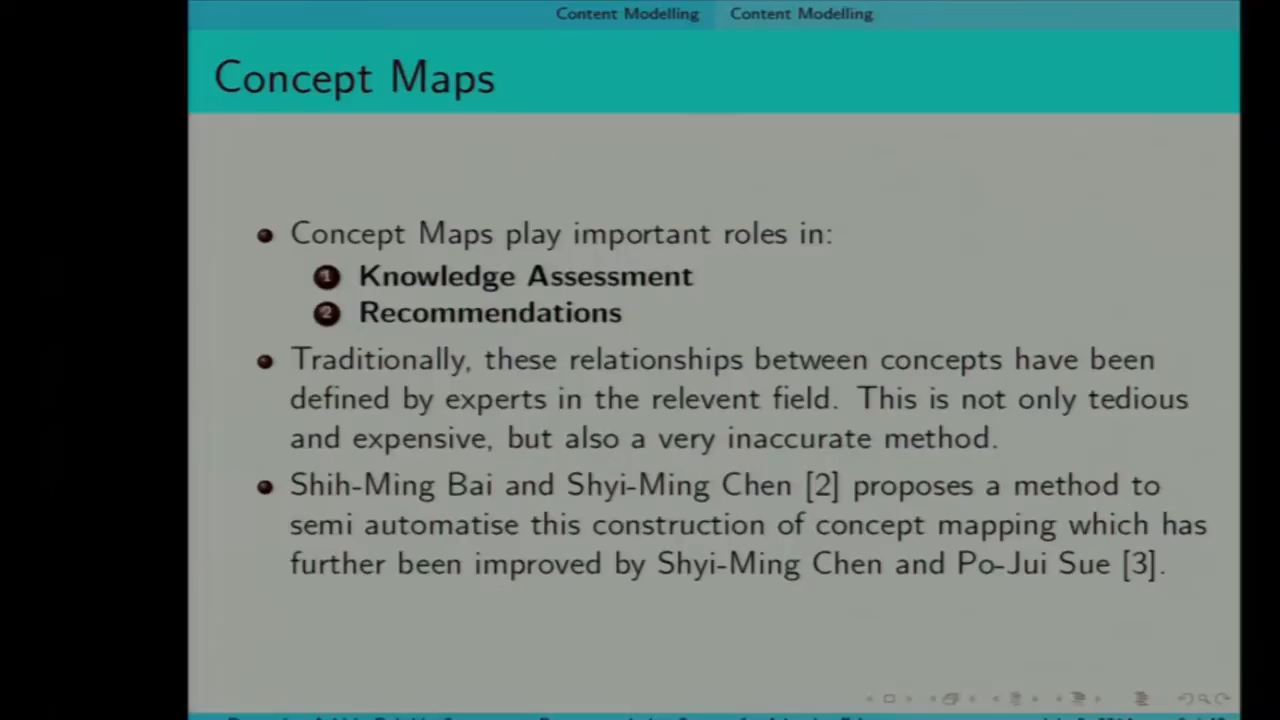 Content Modelling Content Modelling
Concept Maps
Concept Maps play important roles in:
1 Knowledge Assessment
2 Recommendations
Traditionally, these relationships between concepts have been
defined by experts in the relevent field. This is not only tedious
and expensive, but also a very inaccurate method.
Shih-Ming Bai and Shyi-Ming Chen [2] proposes a method to
semi automatise this construction of concept mapping which has
further been improved by Shyi-Ming Chen and Po-Jui Sue [3].